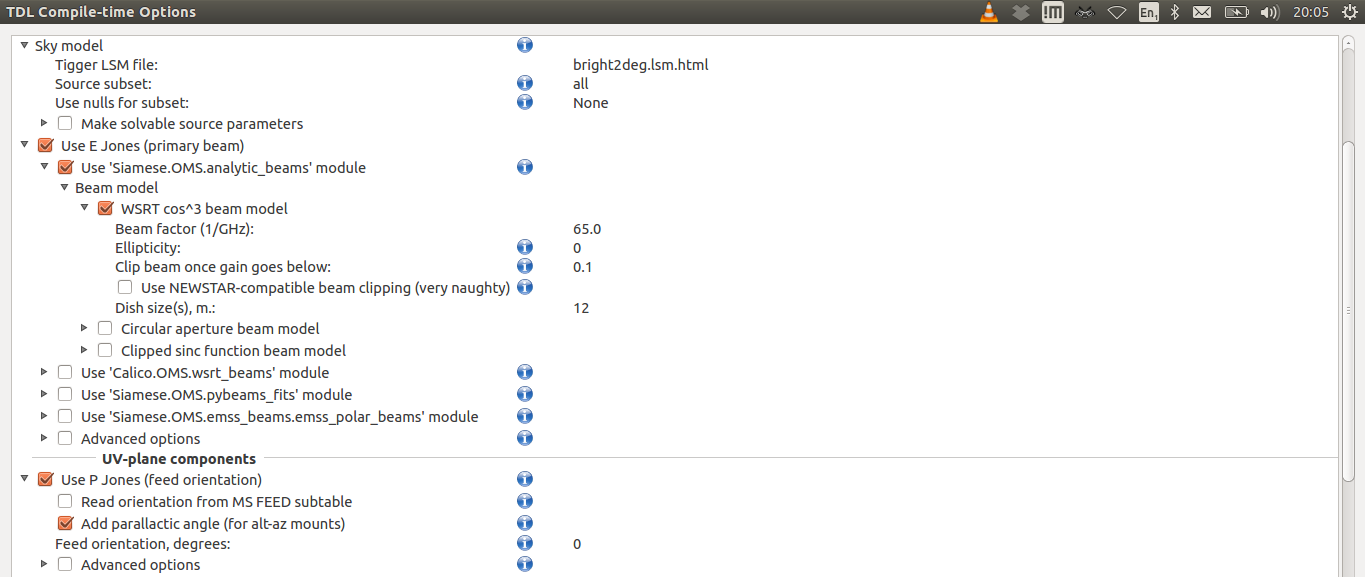 TDL Compile-time Options !M En1 20:05
Sky model
Tigger LSM file: bright2deg.lsm.html
Source subset: all
Use nulls for subset: None
Make solvable source parameters
Use E Jones (primary beam)
Use 'Siamese.OMS.analytic_beams' module
Beam model
WSRT cos^3 beam model
Beam factor (1/GHz): 65.0
Ellipticity: 0
Clip beam once gain goes below: 0.1
Use NEWSTAR-compatible beam clipping (very naughty)
Dish size(s), m.: 12
Circular aperture beam model
Clipped sinc function beam model
Use 'Calico.OMS.wsrt_beams' module
Use 'Siamese.OMS.pybeams_fits' module
Use 'Siamese.OMS.emss_beams.emss_polar_beams' module
Advanced options
UV-plane components
Use P Jones (feed orientation)
Read orientation from MS FEED subtable
Add parallactic angle (for alt-az mounts)
Feed orientation, degrees: 0
Advanced options